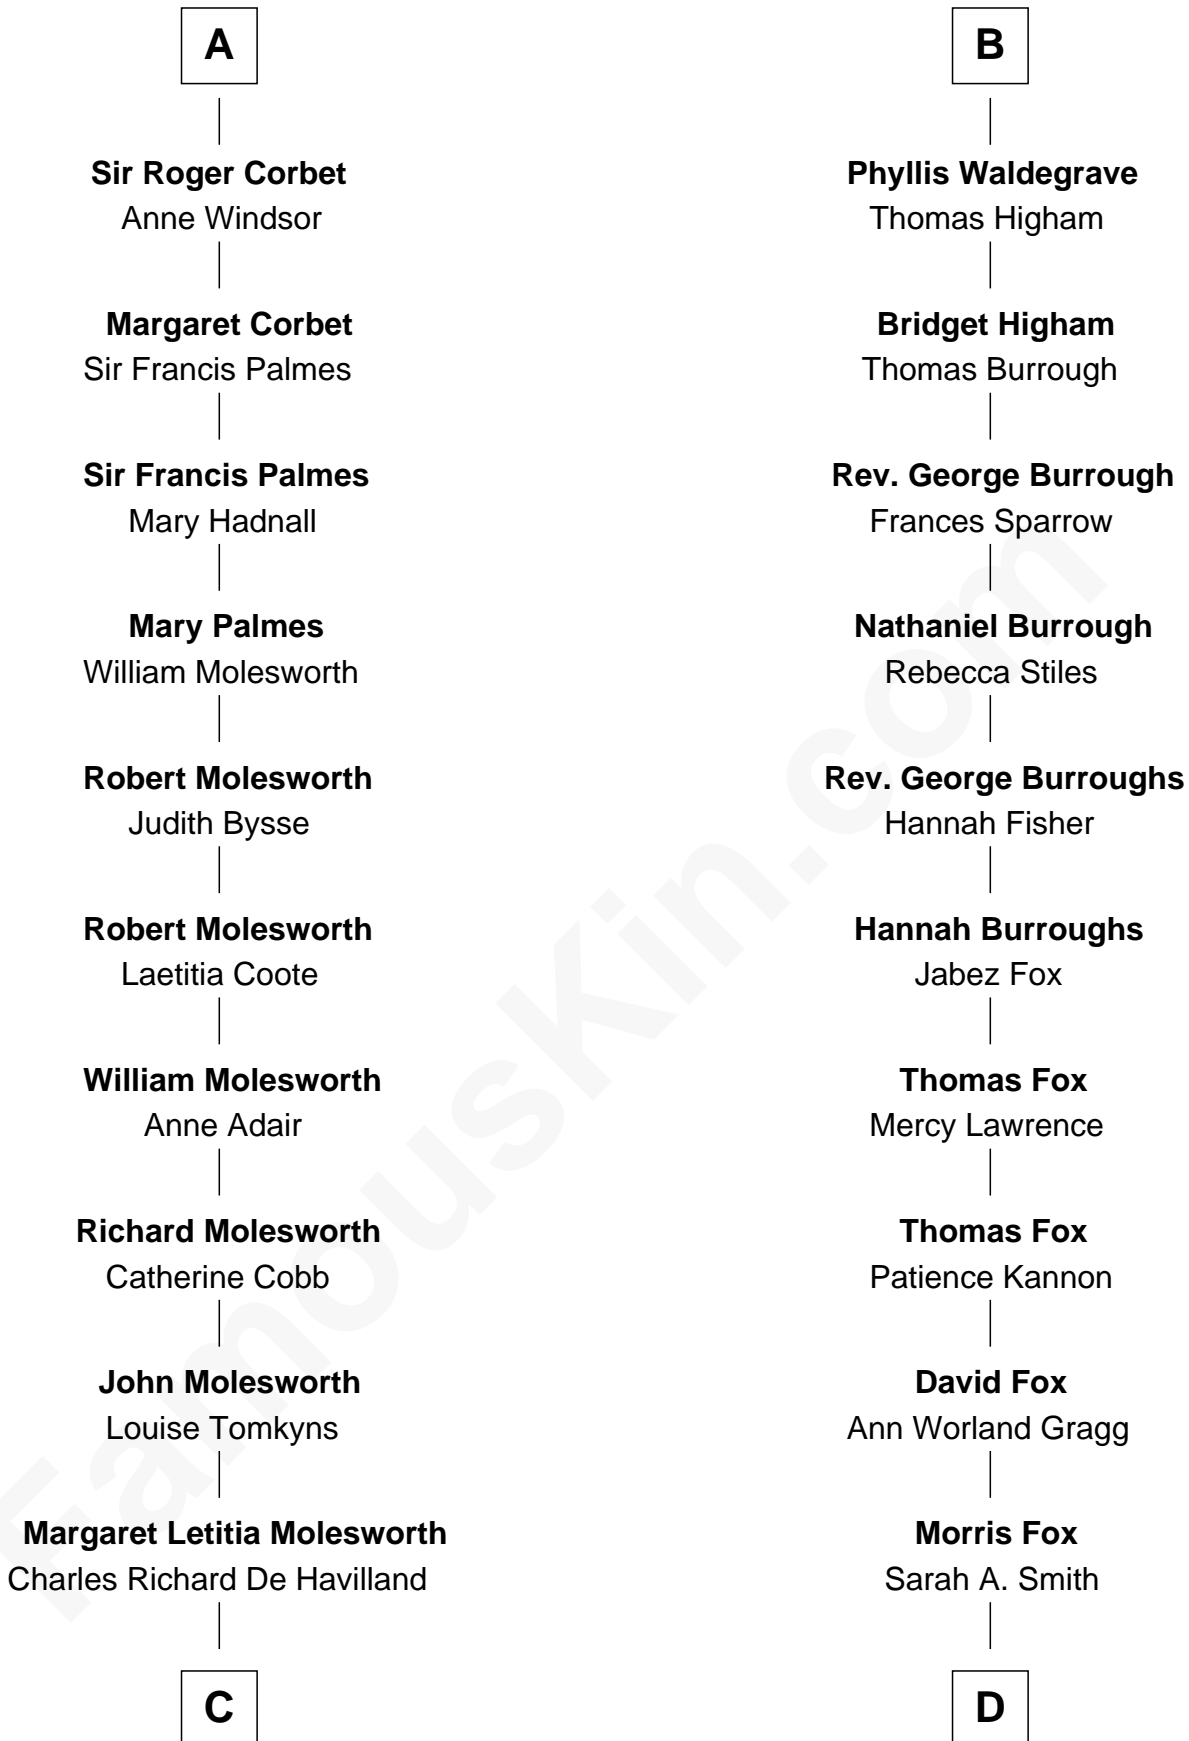 A
Sir Roger Corbet
Anne Windsor
Margaret Corbet
Sir Francis Palmes
Sir Francis Palmes
Mary Hadnall
Mary Palmes
William Molesworth
Robert Molesworth
Judith Bysse
Robert Molesworth
Laetitia Coote
William Molesworth
Anne Adair
Richard Molesworth
Catherine Cobb
John Molesworth
Louise Tomkyns
Margaret Letitia Molesworth
Charles Richard De Havilland
C
B
Phyllis Waldegrave
Thomas Higham
Bridget Higham
Thomas Burrough
Rev. George Burrough
Frances Sparrow
Nathaniel Burrough
Rebecca Stiles
Rev. George Burroughs
Hannah Fisher
Hannah Burroughs
Jabez Fox
Thomas Fox
Mercy Lawrence
Thomas Fox
Patience Kannon
David Fox
Ann Worland Gragg
Morris Fox
Sarah A. Smith
D
FamousKin.com